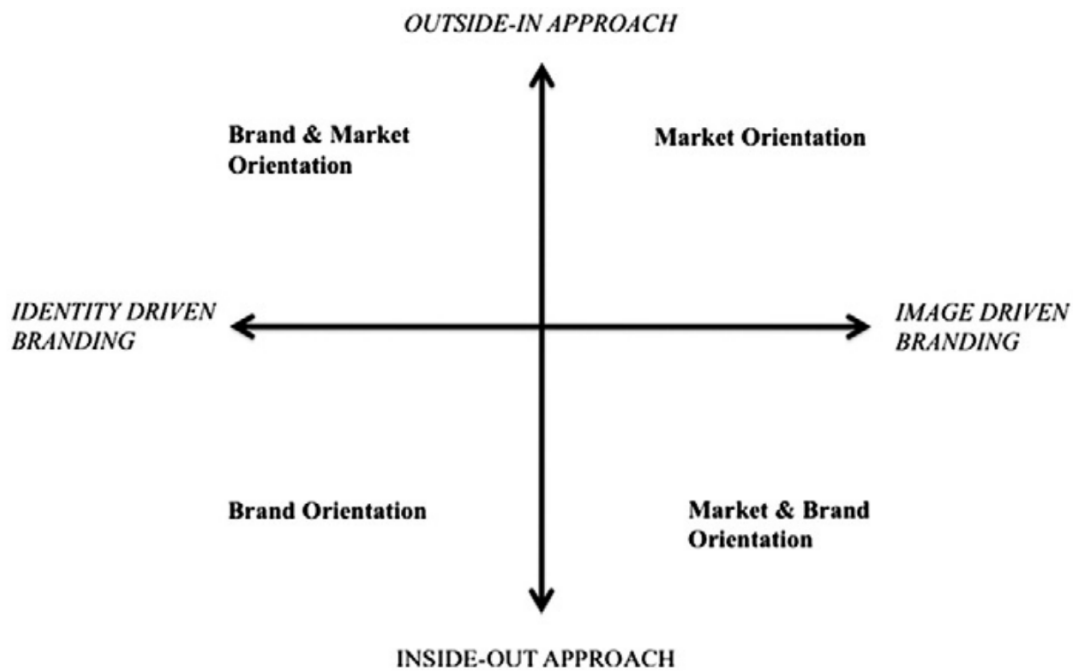 OUTSIDE-IN APPROACH
Brand & Market
Orientation
Market Orientation
IDENTITY DRIVEN
BRANDING
IMAGE DRIVEN
BRANDING
Brand Orientation
Market & Brand
Orientation
INSIDE-OUT APPROACH